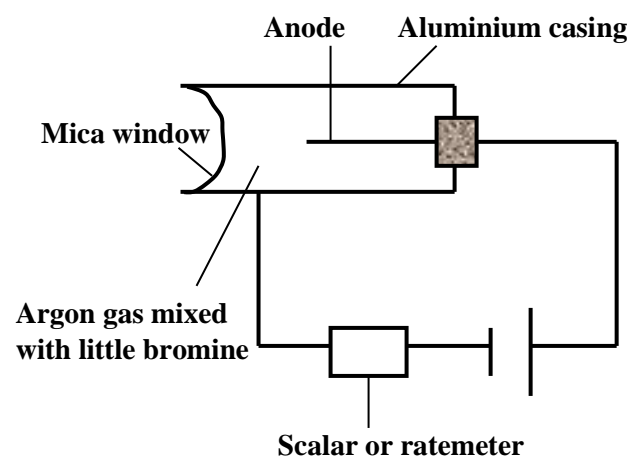 Anode
Aluminium casing
Mica window
Argon gas mixed
with little bromine
Scalar or ratemeter